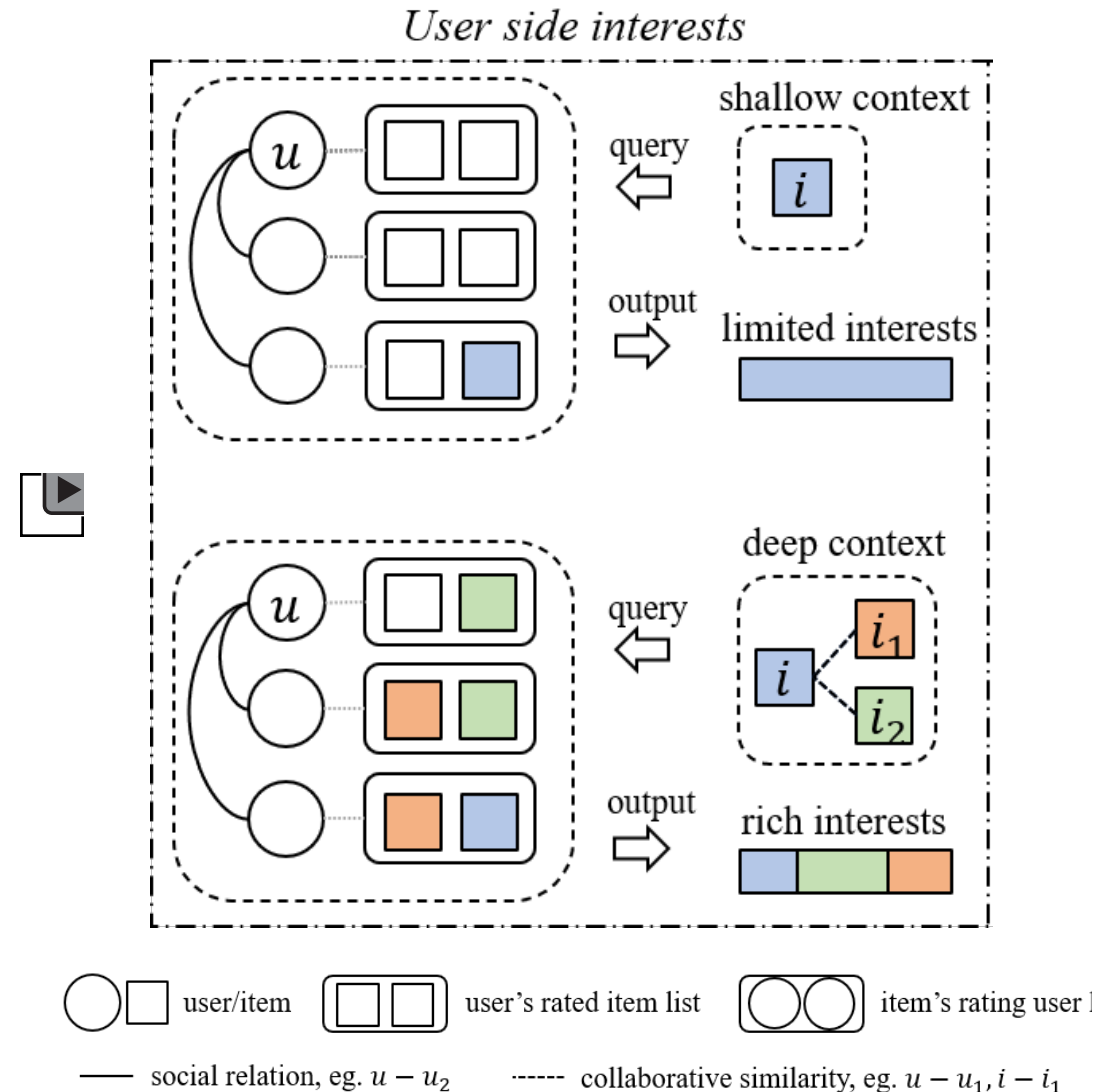 User side interests
shallow context
u
query
i
output
limited interests
deep context
u
query
i
i₁
i₂
output
rich interests
user/item
user's rated item list
item's rating user
social relation, eg. u − u₂
collaborative similarity, eg. u − u₁, i − i₁